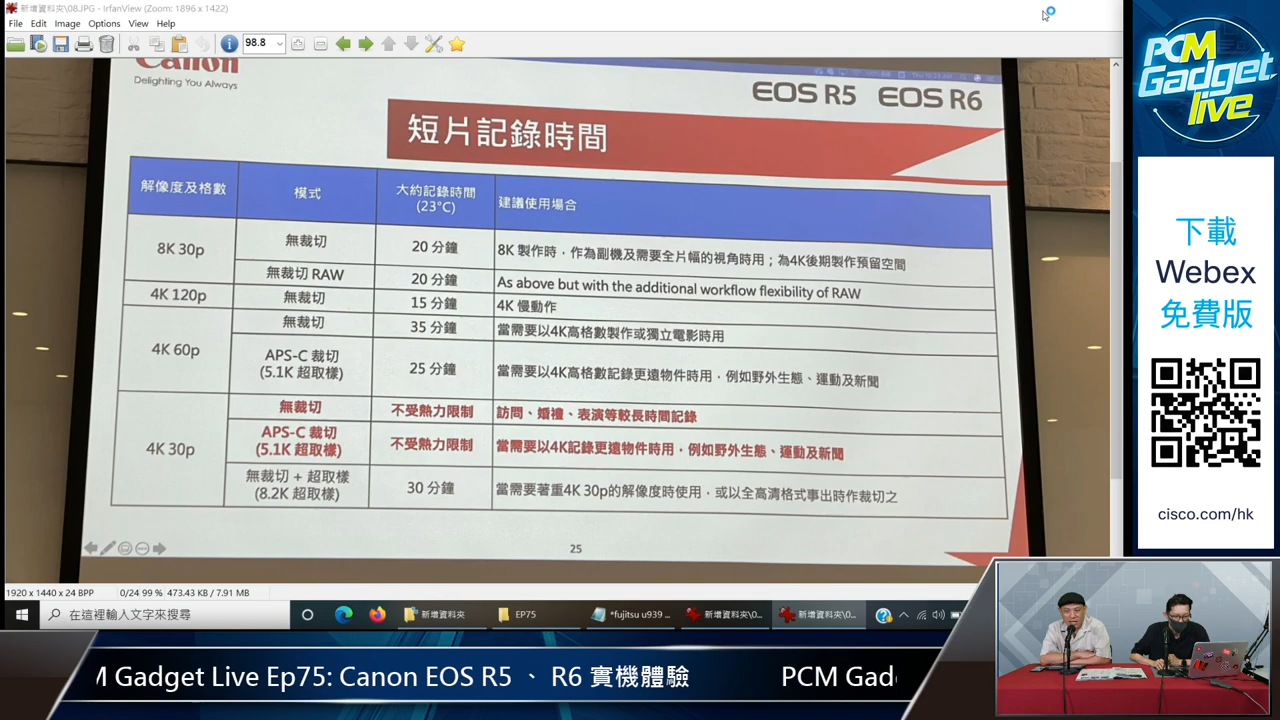 新增資料夾\08.JPG - IrfanView (Zoom: 1896 x 1422)
File Edit Image Options View Help
98.8
PCM
Gadget
live
Canon
Delighting You Always
EOS R5 EOS R6
短片記錄時間
解像度及格數 模式 大約記錄時間 (23°C) 建議使用場合
8K 30p 無裁切 20 分鐘 8K 製作時，作為副機及需要全片幅的視角時用；為4K後期製作預留空間
無裁切 RAW 20 分鐘 As above but with the additional workflow flexibility of RAW
4K 120p 無裁切 15 分鐘 4K 慢動作
4K 60p 無裁切 35 分鐘 當需要以4K高格數製作或獨立電影時用
APS-C 裁切 (5.1K 超取樣) 25 分鐘 當需要以4K高格數記錄更遠物件時用，例如野外生態、運動及新聞
4K 30p 無裁切 不受熱力限制 訪問、婚禮、表演等較長時間記錄
APS-C 裁切 (5.1K 超取樣) 不受熱力限制 當需要以4K記錄更遠物件時用，例如野外生態、運動及新聞
無裁切 + 超取樣 (8.2K 超取樣) 30 分鐘 當需要著重4K 30p的解像度時使用，或以全高清格式事出時作裁切之
25
下載
Webex
免費版
cisco.com/hk
1920 x 1440 x 24 BPP 0/24 99 % 473.43 KB / 7.91 MB
在這裡輸入文字來搜尋 新增資料夾 EP75 *fujitsu u939 ... 新增資料夾\0... 新增資料夾\0...
M Gadget Live Ep75: Canon EOS R5 、 R6 實機體驗 PCM Gad